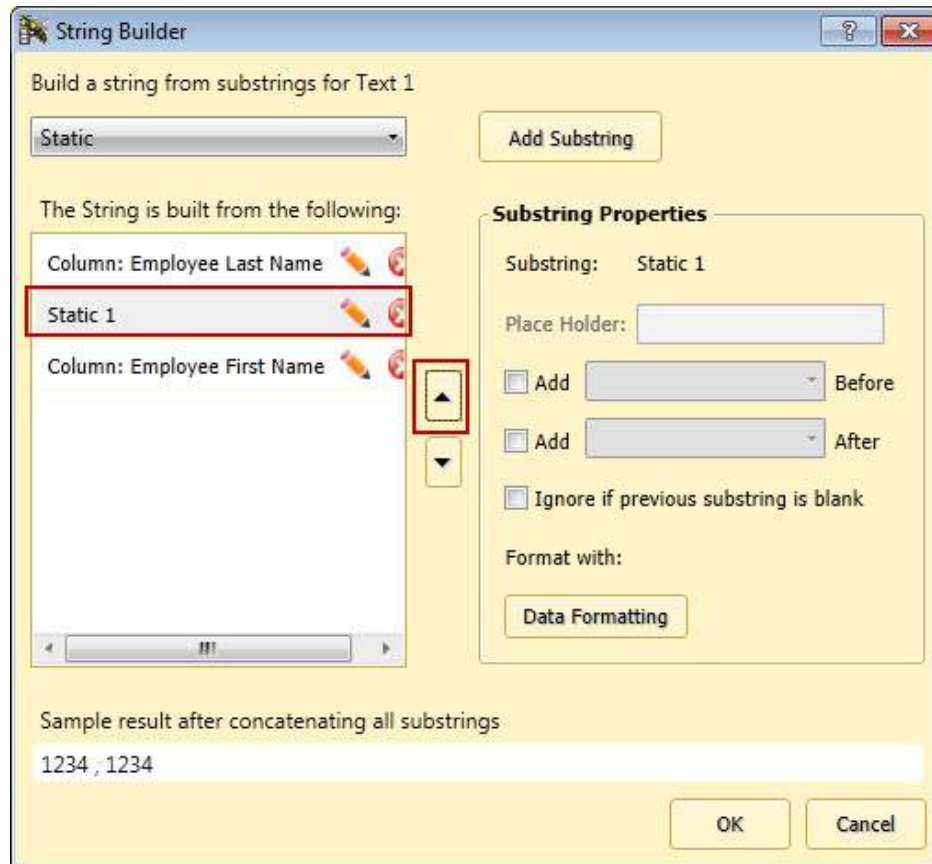 String Builder
Build a string from substrings for Text 1
Static
Add Substring
The String is built from the following:
Column: Employee Last Name
Static 1
Column: Employee First Name
Substring Properties
Substring: Static 1
Place Holder:
Add Before
Add After
Ignore if previous substring is blank
Format with:
Data Formatting
Sample result after concatenating all substrings
1234 , 1234
OK Cancel